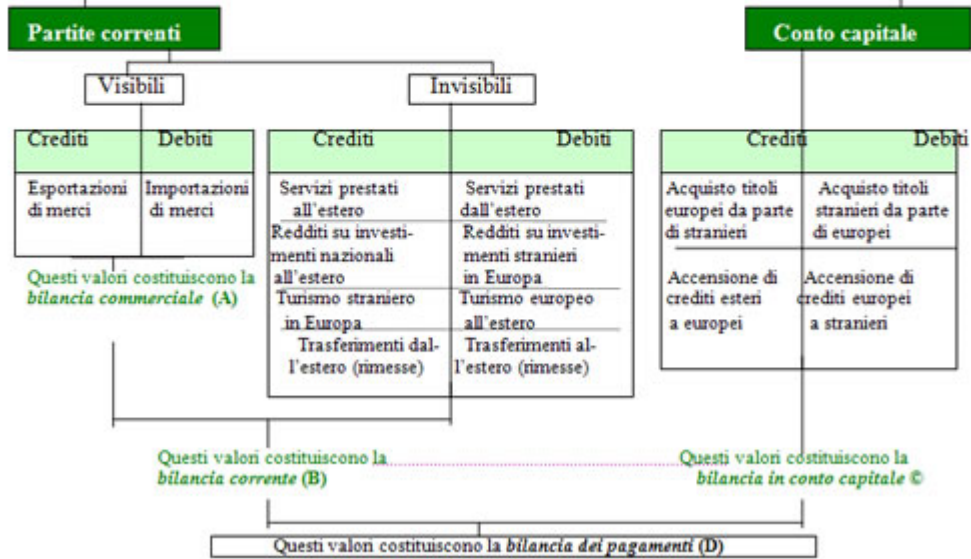 Partite correnti
Conto capitale
Visibili
Invisibili
Crediti
Debiti
Esportazioni
di merci
Importazioni
di merci
Questi valori costituiscono la
bilancia commerciale (A)
Crediti
Debiti
Servizi prestati
all'estero
Servizi prestati
dall'estero
Redditi su investi-
menti nazionali
all'estero
Redditi su investi-
menti stranieri
in Europa
Turismo straniero
in Europa
Turismo europeo
all'estero
Trasferimenti dal-
l'estero (rimesse)
Trasferimenti al-
l'estero (rimesse)
Crediti
Debiti
Acquisto titoli
europei da parte
di stranieri
Acquisto titoli
stranieri da parte
di europei
Accensione di
crediti esteri
a europei
Accensione di
crediti europei
a stranieri
Questi valori costituiscono la
bilancia corrente (B)
Questi valori costituiscono la
bilancia in conto capitale ©
Questi valori costituiscono la bilancia dei pagamenti (D)